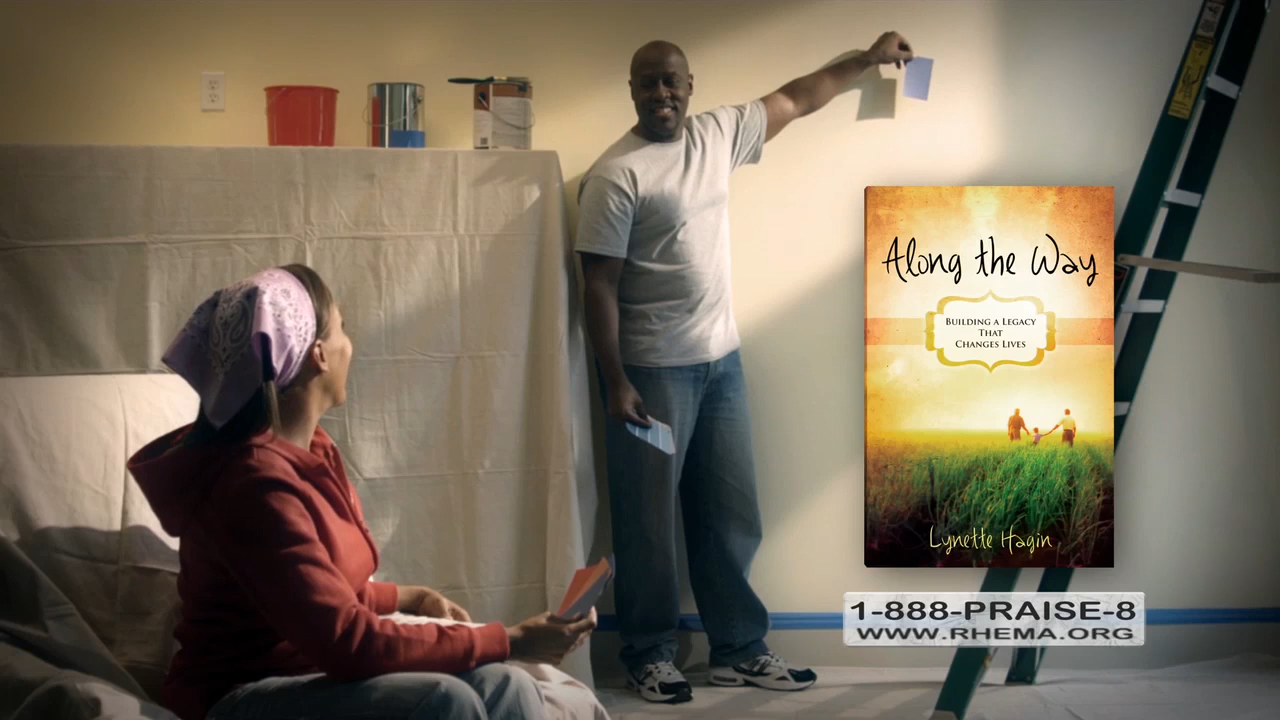 Along the Way
BUILDING A LEGACY
THAT
CHANGES LIVES
Lynette Hagin
1-888-PRAISE-8
WWW.RHEMA.ORG